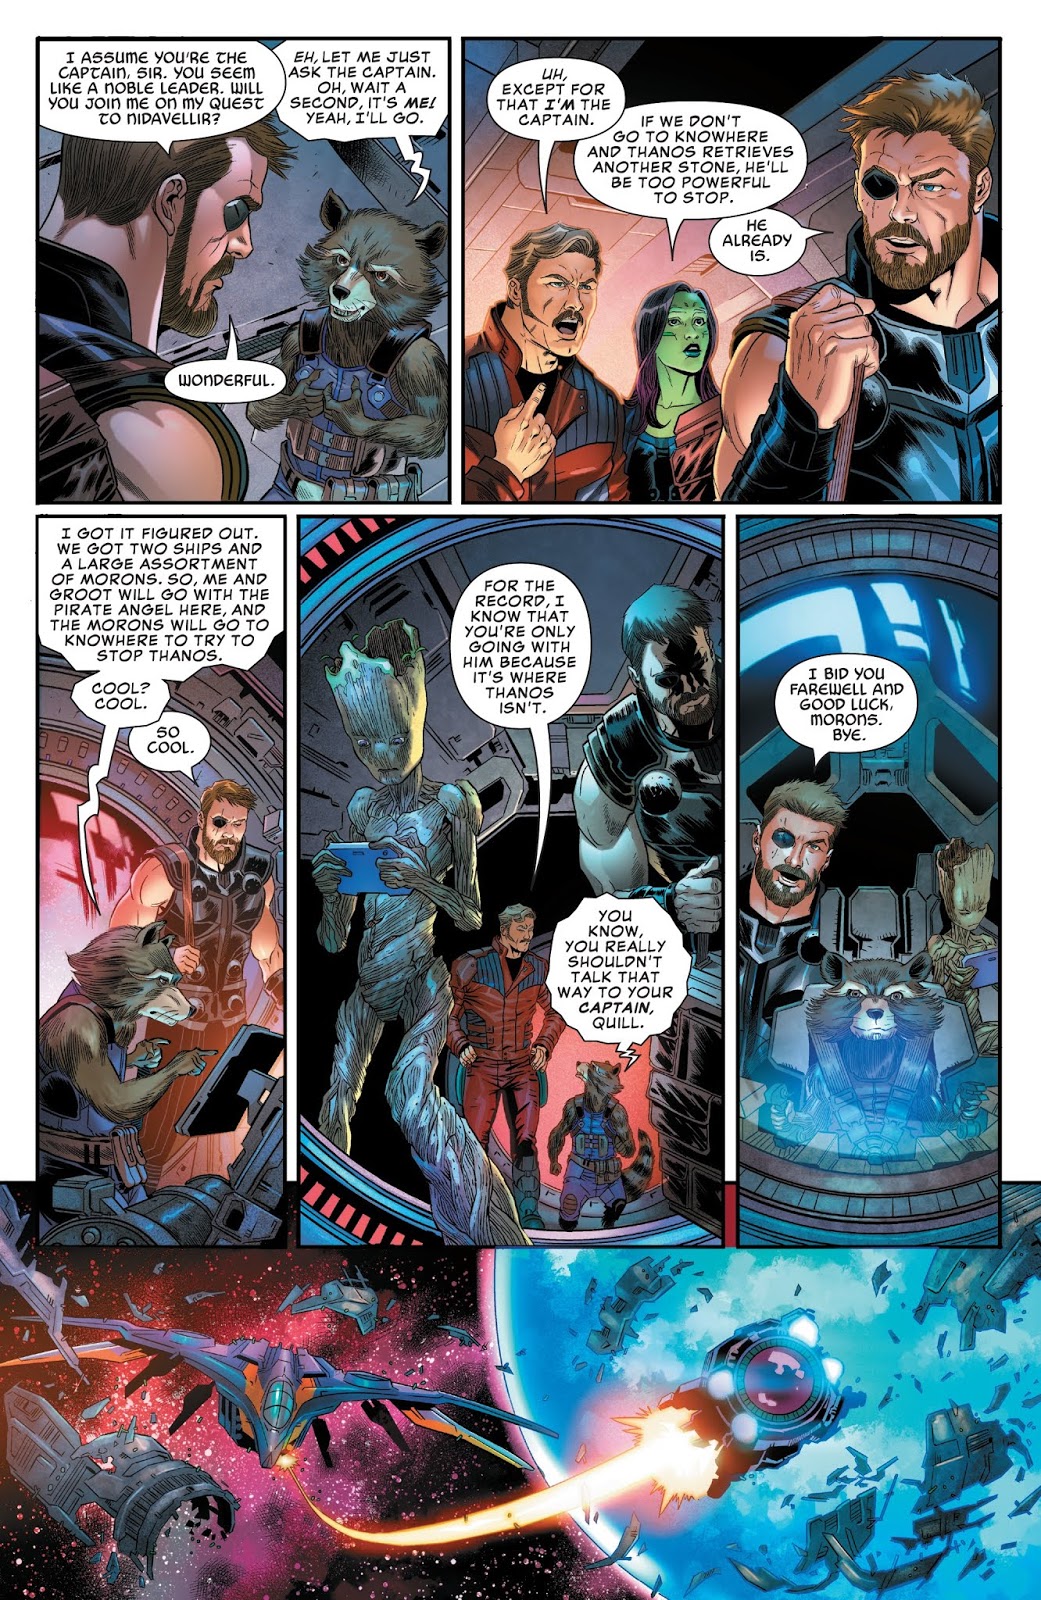 I ASSUME YOU'RE THE
CAPTAIN, SIR. YOU SEEM
LIKE A NOBLE LEADER. WILL
YOU JOIN ME ON MY QUEST
TO NIDAVELLIR?
EH, LET ME JUST
ASK THE CAPTAIN.
OH, WAIT A
SECOND, IT'S ME!
YEAH, I'LL GO.
WONDERFUL.
UH,
EXCEPT FOR
THAT I'M THE
CAPTAIN.
IF WE DON'T
GO TO KNOWHERE
AND THANOS RETRIEVES
ANOTHER STONE, HE'LL
BE TOO POWERFUL
TO STOP.
HE
ALREADY
IS.
I GOT IT FIGURED OUT.
WE GOT TWO SHIPS AND
A LARGE ASSORTMENT
OF MORONS. SO, ME AND
GROOT WILL GO WITH THE
PIRATE ANGEL HERE, AND
THE MORONS WILL GO TO
KNOWHERE TO TRY TO
STOP THANOS.
COOL?
COOL.
SO
COOL.
FOR THE
RECORD, I
KNOW THAT
YOU'RE ONLY
GOING WITH
HIM BECAUSE
IT'S WHERE
THANOS
ISN'T.
YOU
KNOW,
YOU REALLY
SHOULDN'T
TALK THAT
WAY TO YOUR
CAPTAIN,
QUILL.
I BID YOU
FAREWELL AND
GOOD LUCK,
MORONS.
BYE.